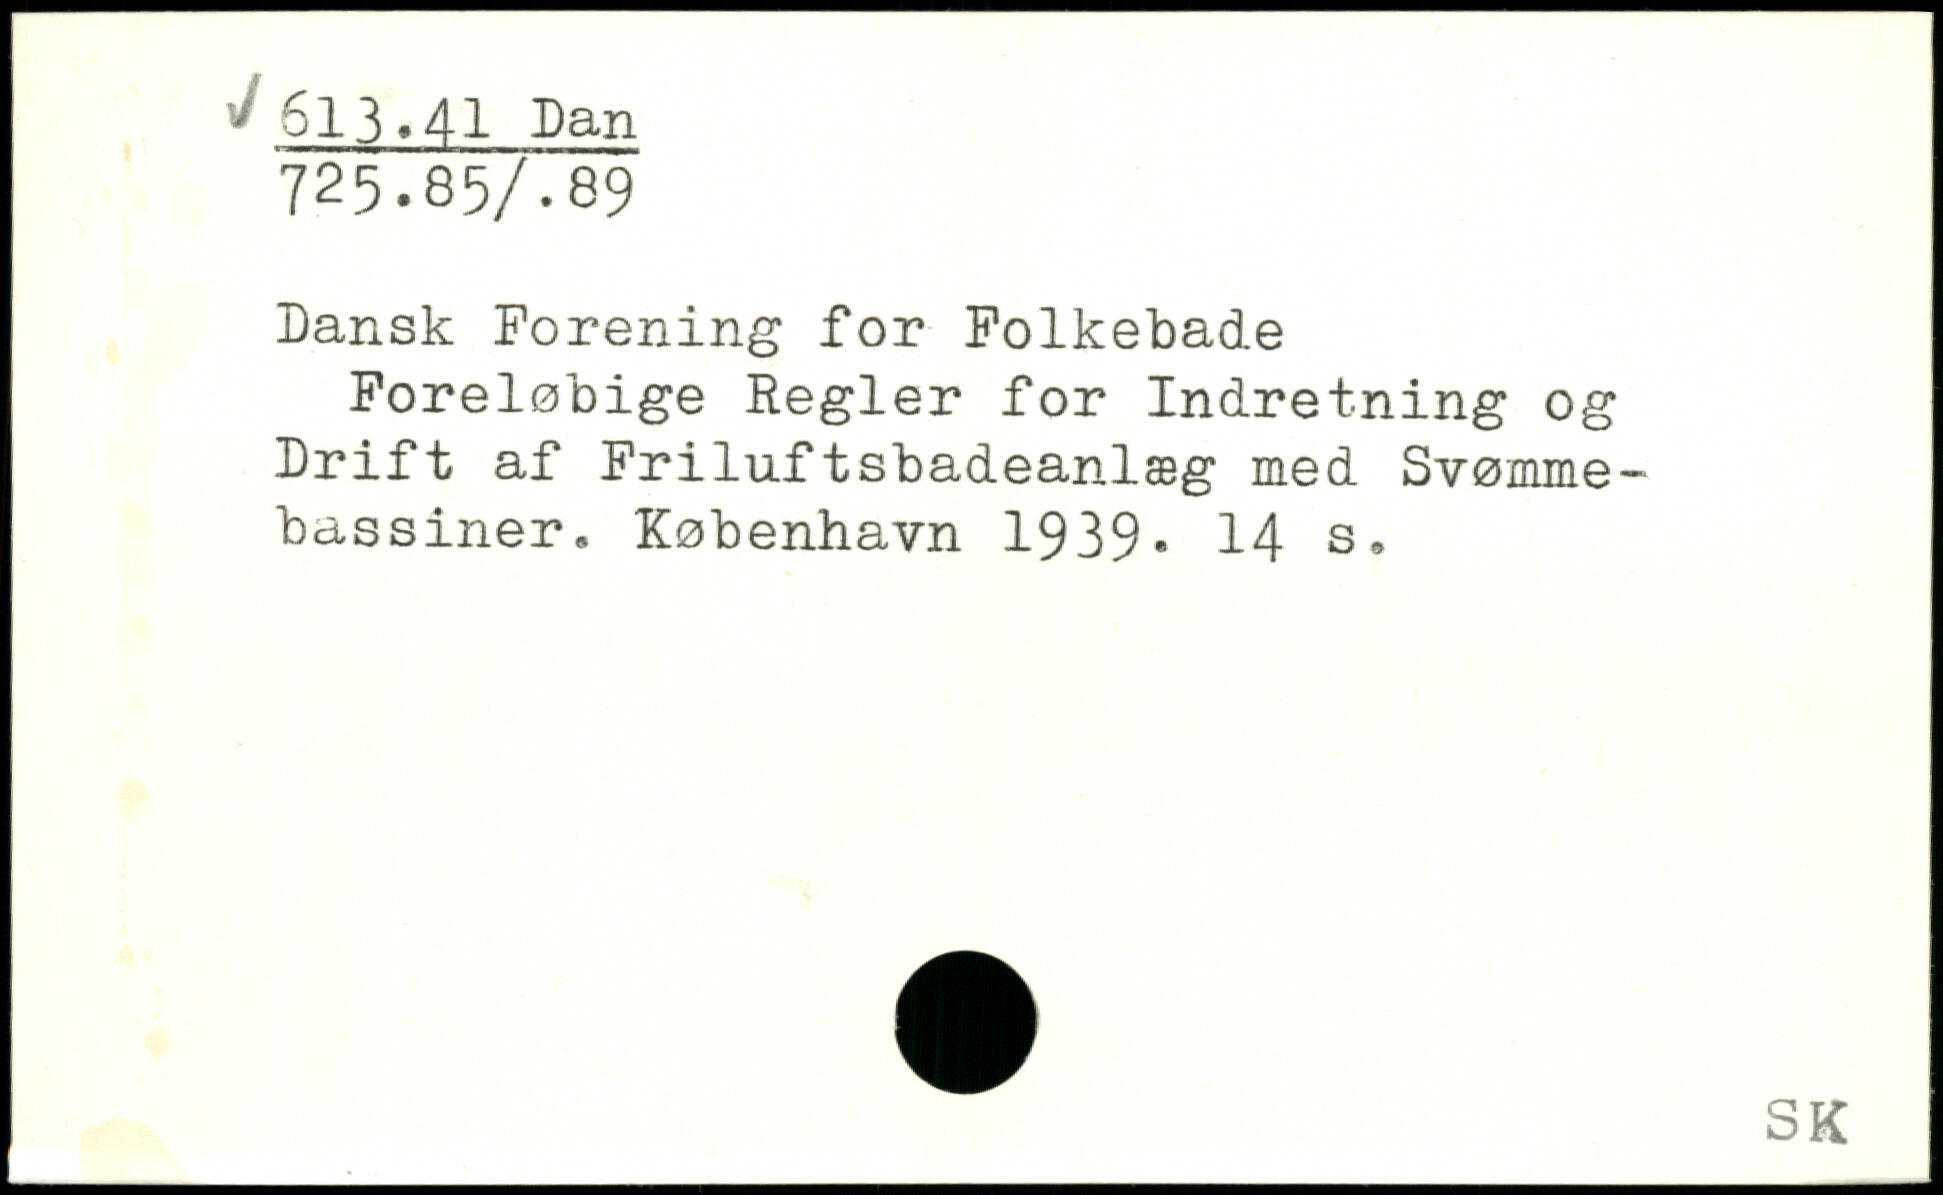 ✓ 613.41 Dan
725.85/.89
Dansk Forening for Folkebade
Foreløbige Regler for Indretning og
Drift af Friluftsbadeanlæg med Svømme-
bassiner. København 1939. 14 s.
SK